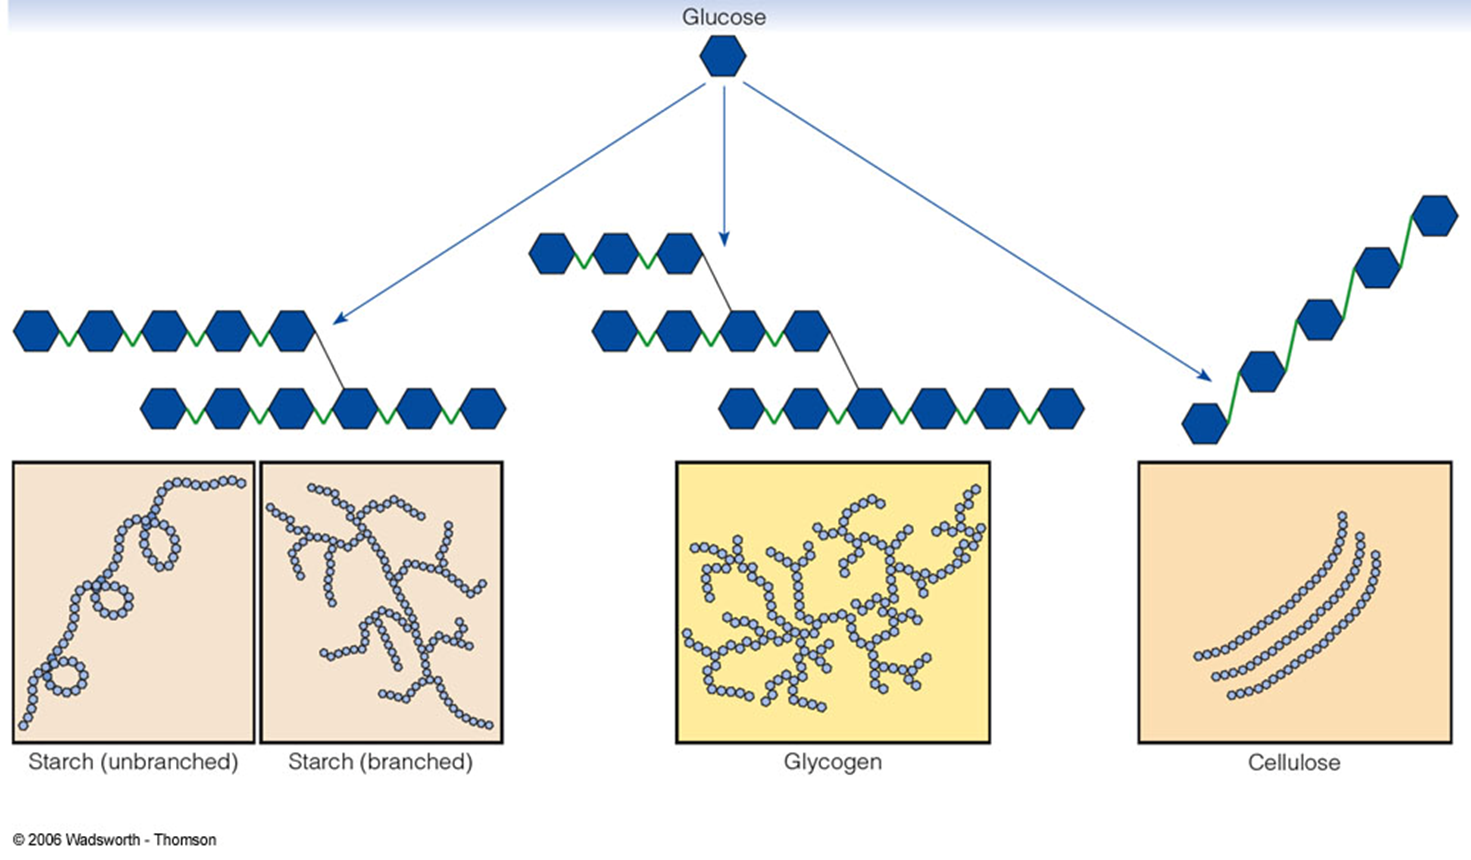 Glucose
Starch (unbranched)
Starch (branched)
Glycogen
Cellulose
© 2006 Wadsworth - Thomson